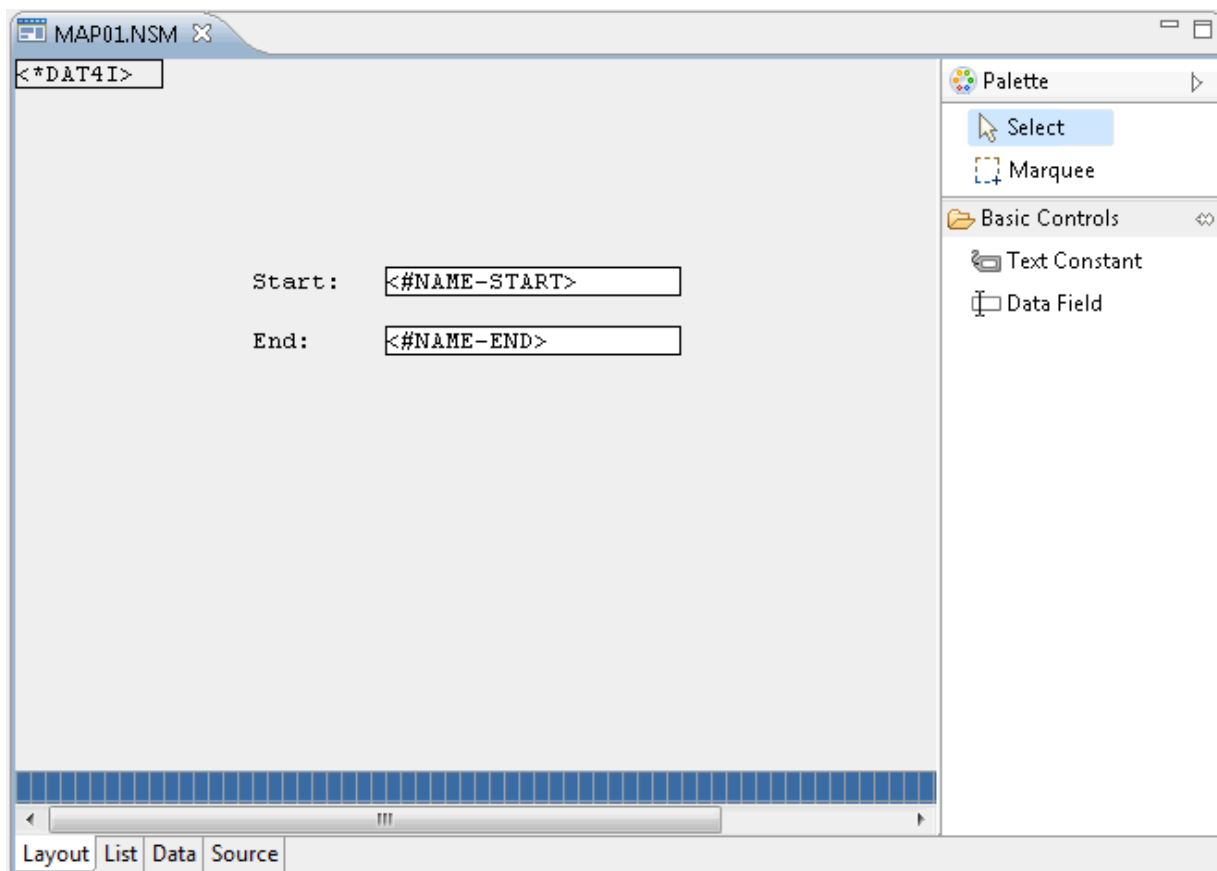 MAP01.NSM
<*DAT4I>
Palette
Select
Marquee
Basic Controls
Text Constant
Data Field
Start: <#NAME-START>
End: <#NAME-END>
Layout List Data Source